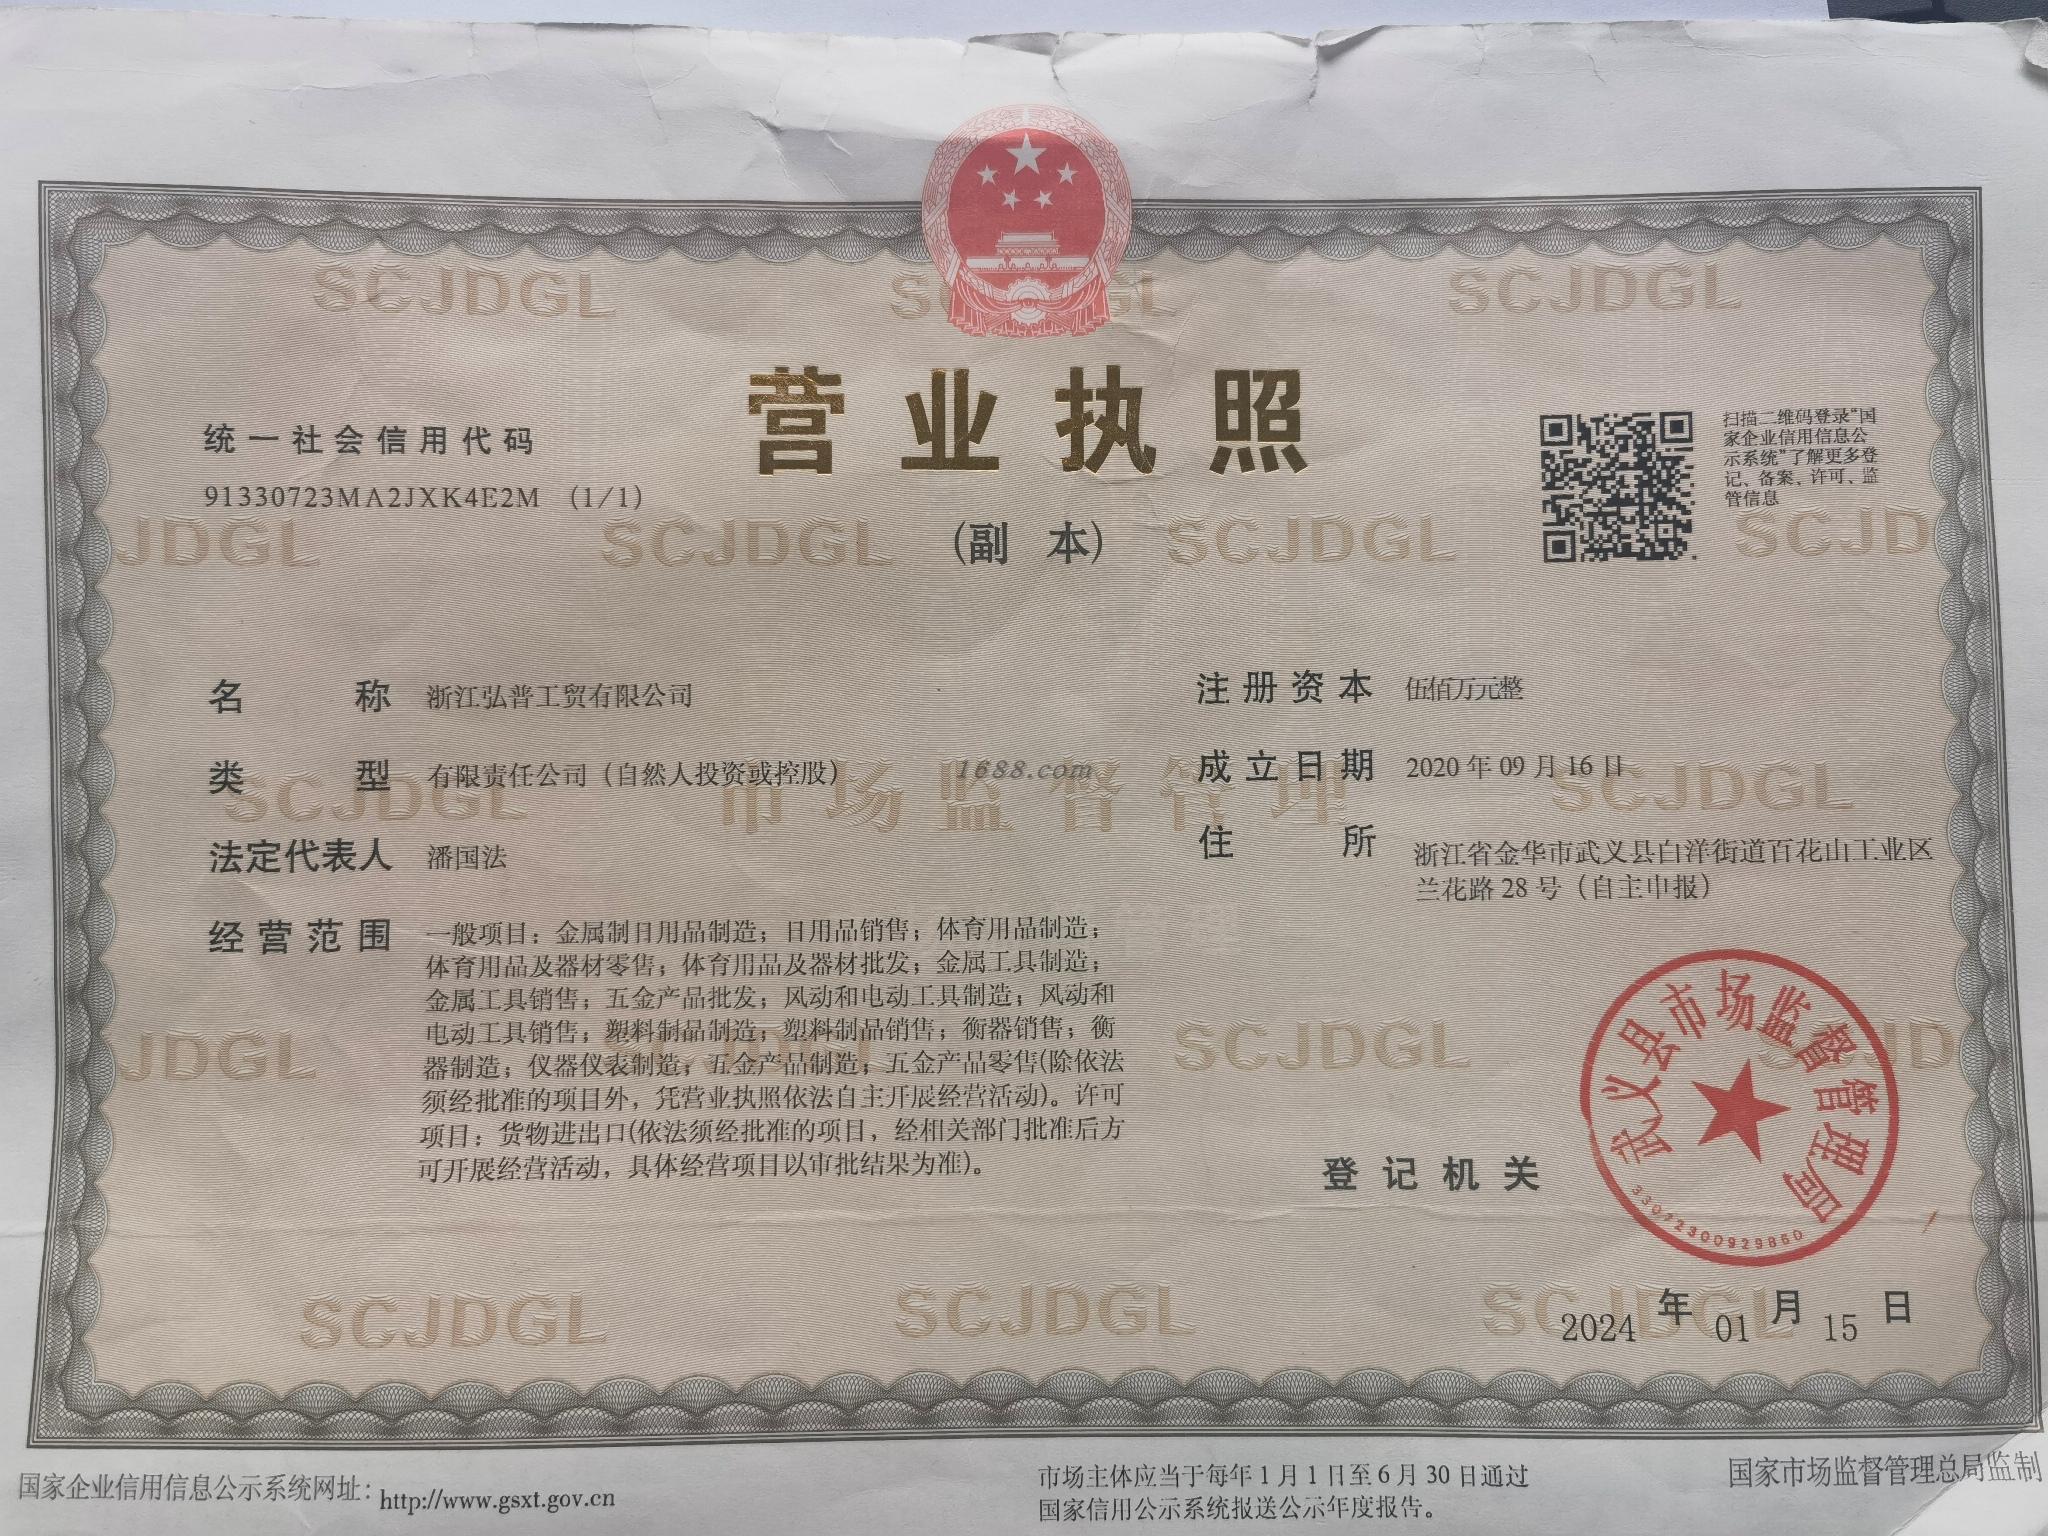 营业执照
(副 本)
统一社会信用代码
91330723MA2JXK4E2M (1/1)
扫描二维码登录“国
家企业信用信息公
示系统”了解更多登
记、备案、许可、监
管信息
名 称 浙江弘普工贸有限公司
类 型 有限责任公司（自然人投资或控股）
法定代表人 潘国法
经营范围 一般项目：金属制日用品制造；日用品销售；体育用品制造；
体育用品及器材零售；体育用品及器材批发；金属工具制造；
金属工具销售；五金产品批发；风动和电动工具制造；风动和
电动工具销售；塑料制品制造；塑料制品销售；衡器销售；衡
器制造；仪器仪表制造；五金产品制造；五金产品零售(除依法
须经批准的项目外，凭营业执照依法自主开展经营活动)。许可
项目：货物进出口(依法须经批准的项目，经相关部门批准后方
可开展经营活动，具体经营项目以审批结果为准)。
注册资本 伍佰万元整
成立日期 2020 年 09 月 16 日
住 所 浙江省金华市武义县白洋街道百花山工业区
兰花路 28 号（自主申报）
1688.com
市场监督管理
SCJDGL
登记机关
武义县市场监督管理局
33072300929860
2024 年 01 月 15 日
国家企业信用信息公示系统网址：http://www.gsxt.gov.cn
市场主体应当于每年 1 月 1 日至 6 月 30 日通过
国家信用公示系统报送公示年度报告。
国家市场监督管理总局监制